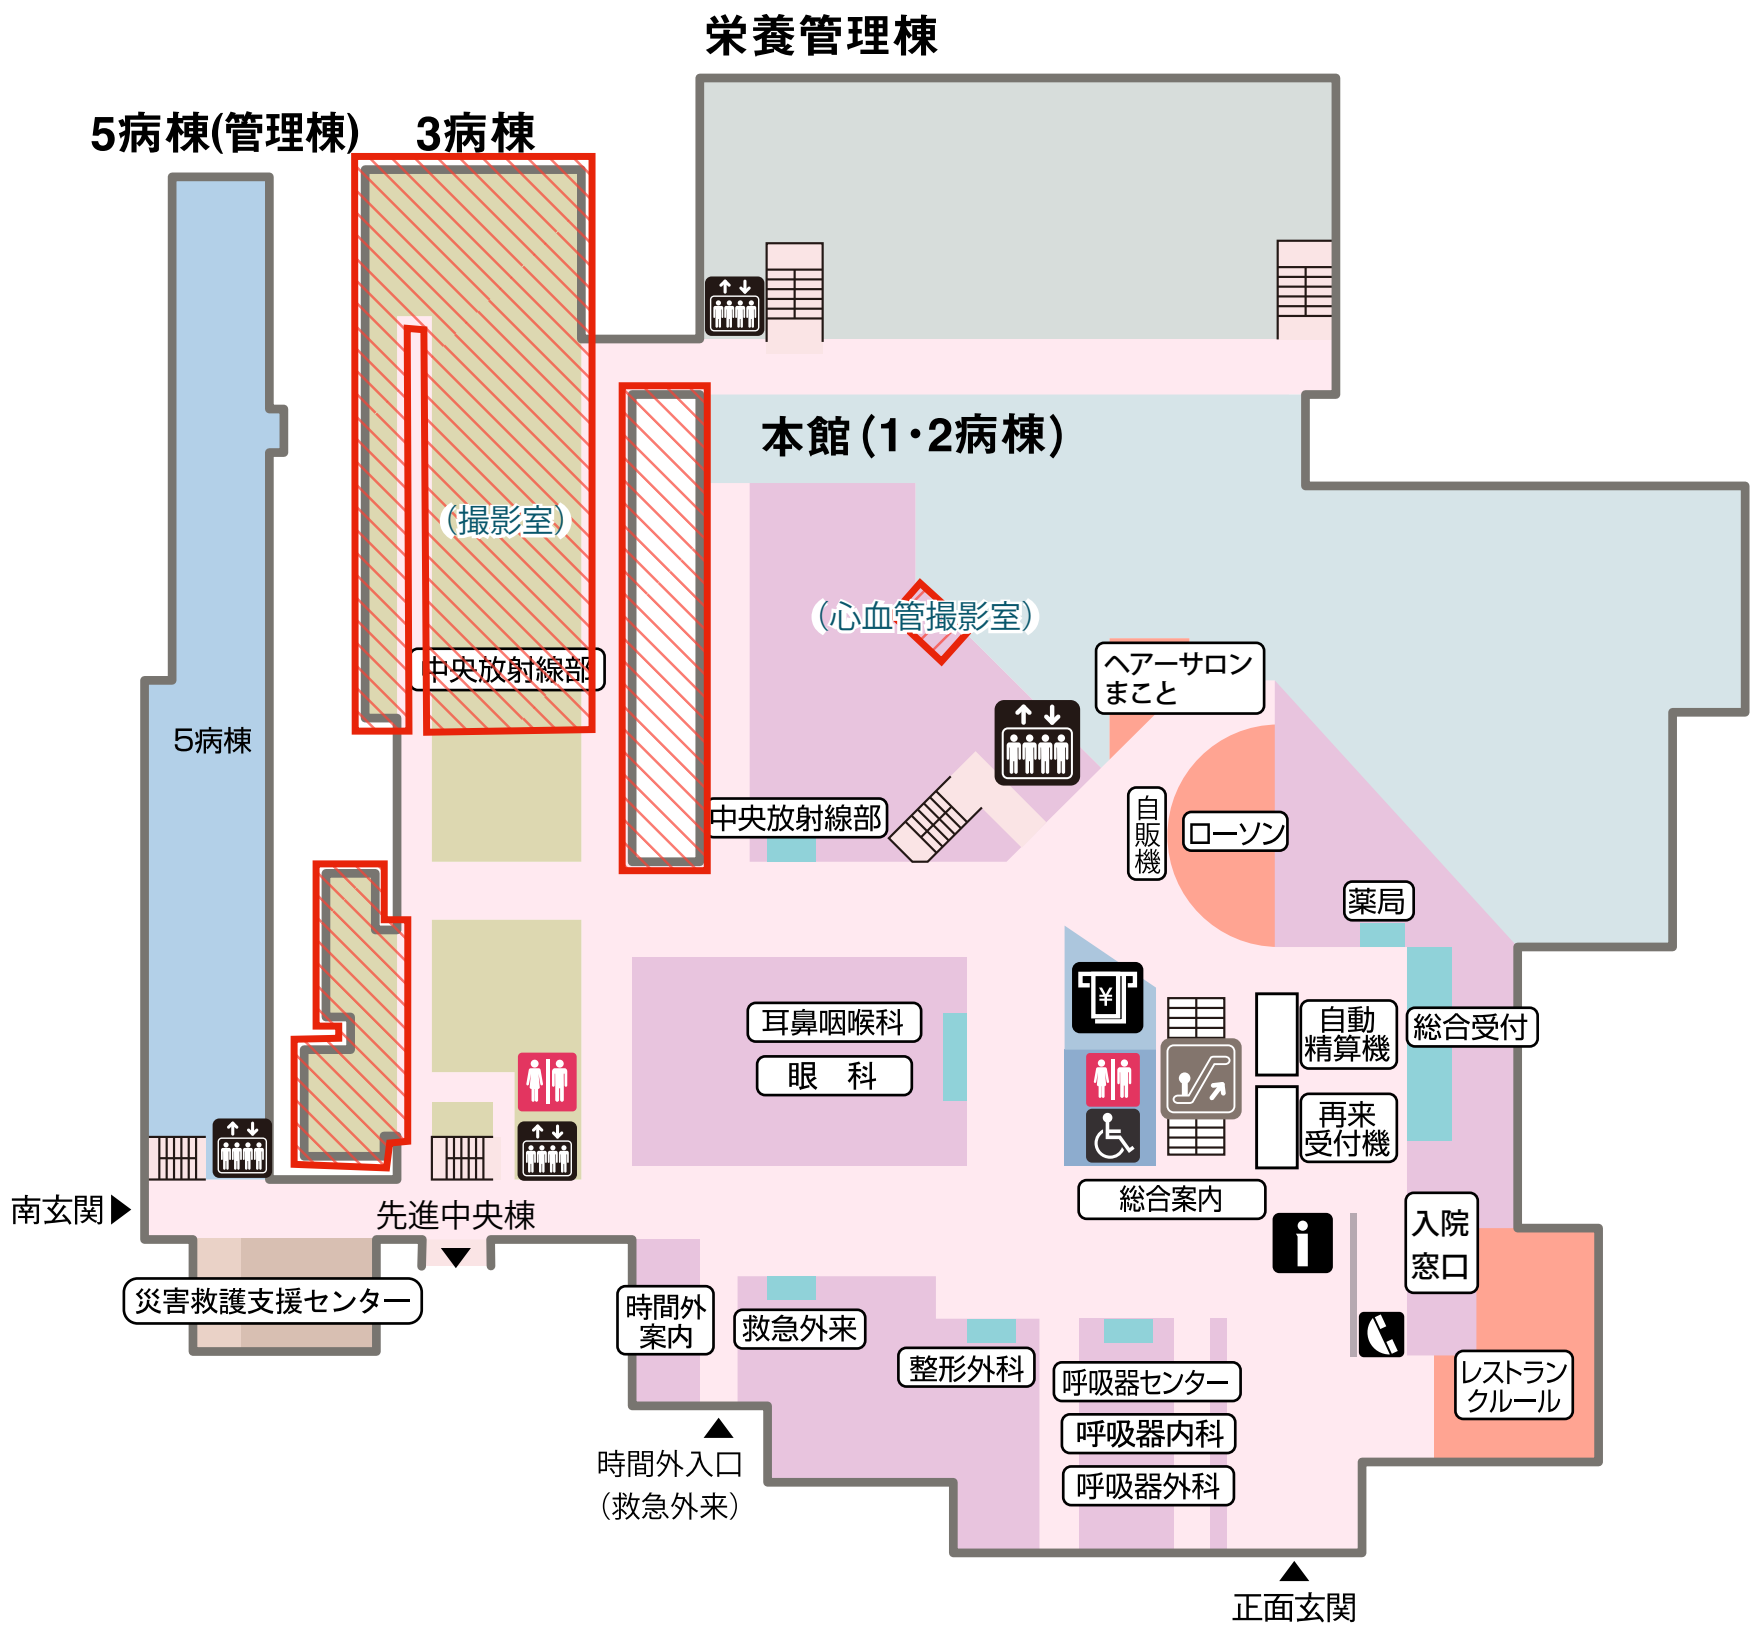 栄養管理棟
5病棟(管理棟)
3病棟
本館(1・2病棟)
(撮影室)
(心血管撮影室)
中央放射線部
ヘアーサロン
まこと
5病棟
中央放射線部
自販機
ローソン
薬局
¥
耳鼻咽喉科
眼 科
自動
精算機
総合受付
再来
受付機
総合案内
南玄関
先進中央棟
入院
窓口
災害救護支援センター
時間外
案内
救急外来
整形外科
呼吸器センター
呼吸器内科
呼吸器外科
レストラン
クルール
時間外入口
(救急外来)
正面玄関